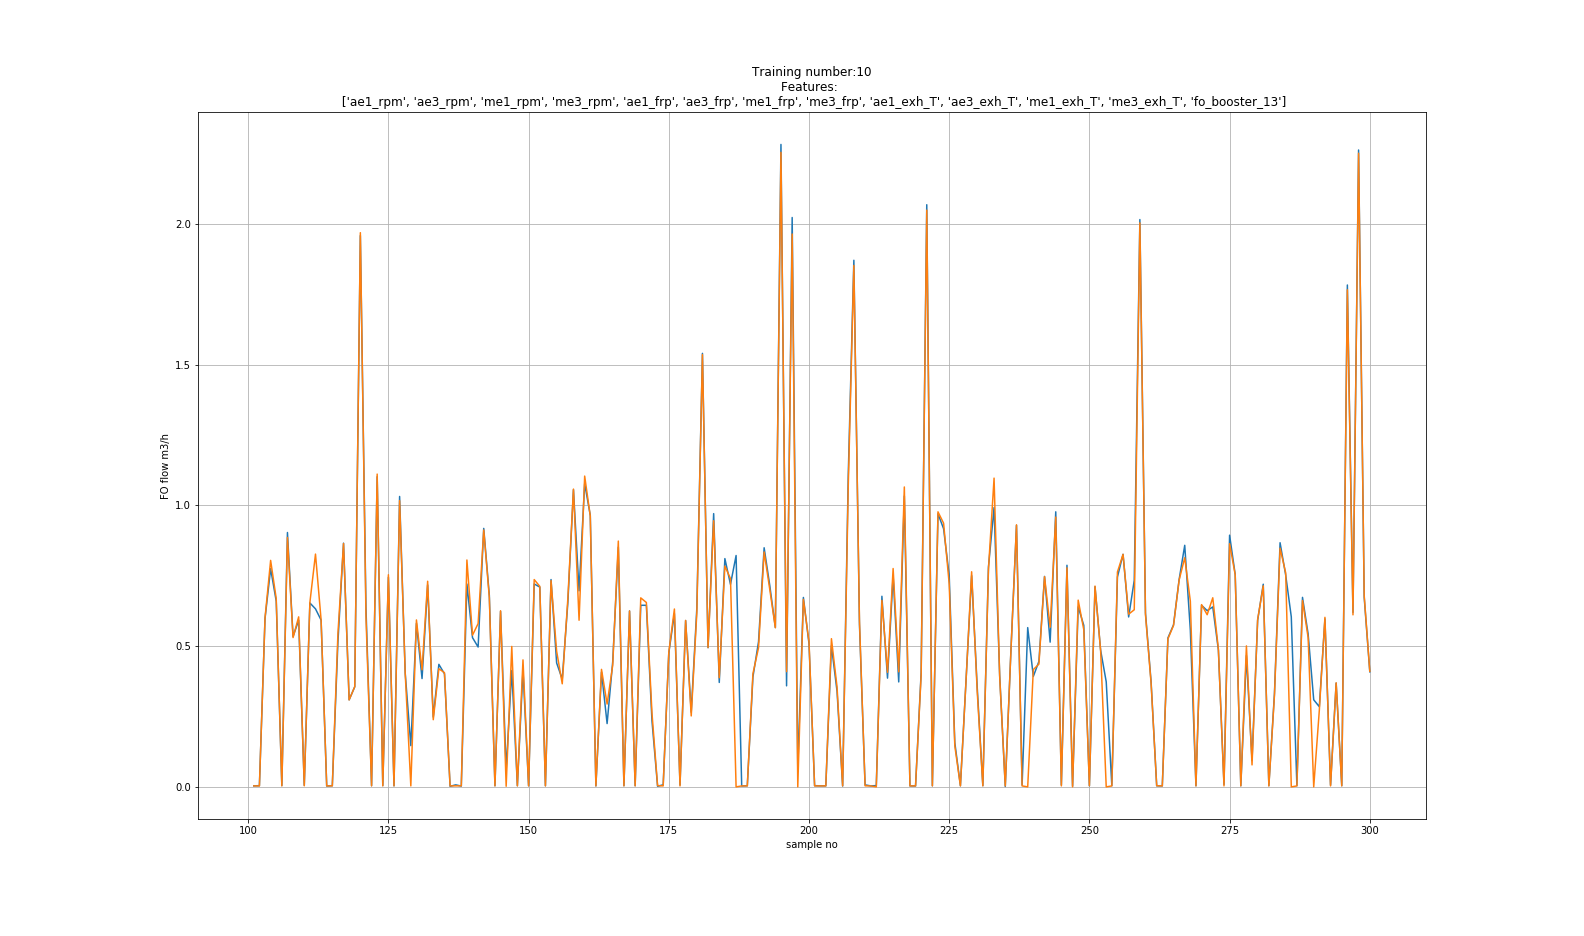 Training number:10
Features:
['ae1_rpm', 'ae3_rpm', 'me1_rpm', 'me3_rpm', 'ae1_frp', 'ae3_frp', 'me1_frp', 'me3_frp', 'ae1_exh_T', 'ae3_exh_T', 'me1_exh_T', 'me3_exh_T', 'fo_booster_13']
2.0
1.5
1.0
0.5
0.0
FO flow m3/h
100 125 150 175 200 225 250 275 300
sample no